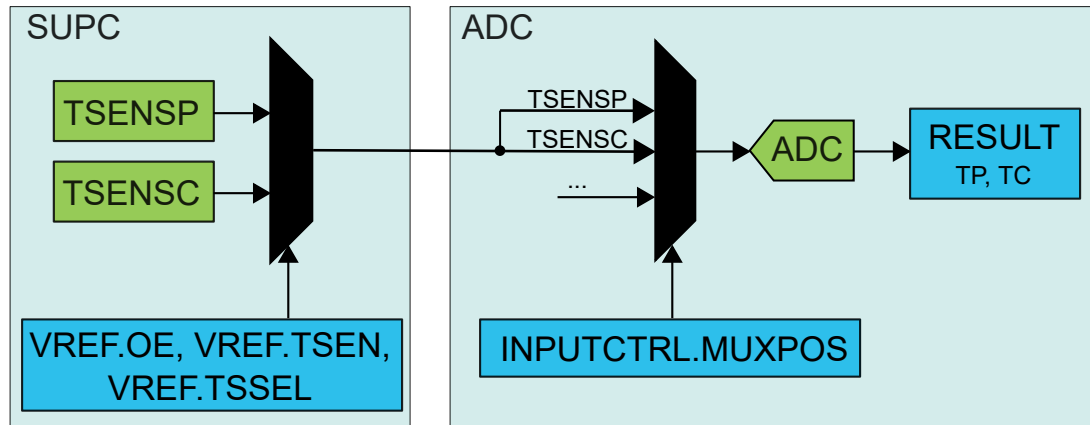 SUPC
TSENSP
TSENSC
VREF.OE, VREF.TSEN,
VREF.TSSEL
ADC
TSENSP
TSENSC
...
ADC
RESULT
TP, TC
INPUTCTRL.MUXPOS